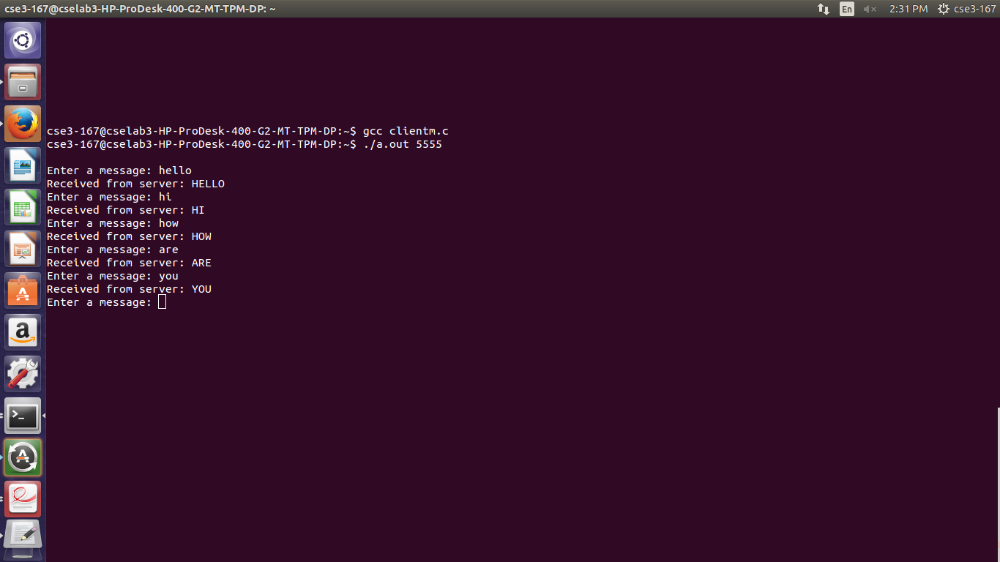 cse3-167@cselab3-HP-ProDesk-400-G2-MT-TPM-DP: ~
En
2:31 PM
cse3-167
cse3-167@cselab3-HP-ProDesk-400-G2-MT-TPM-DP:~$ gcc clientm.c
cse3-167@cselab3-HP-ProDesk-400-G2-MT-TPM-DP:~$ ./a.out 5555
Enter a message: hello
Received from server: HELLO
Enter a message: hi
Received from server: HI
Enter a message: how
Received from server: HOW
Enter a message: are
Received from server: ARE
Enter a message: you
Received from server: YOU
Enter a message: